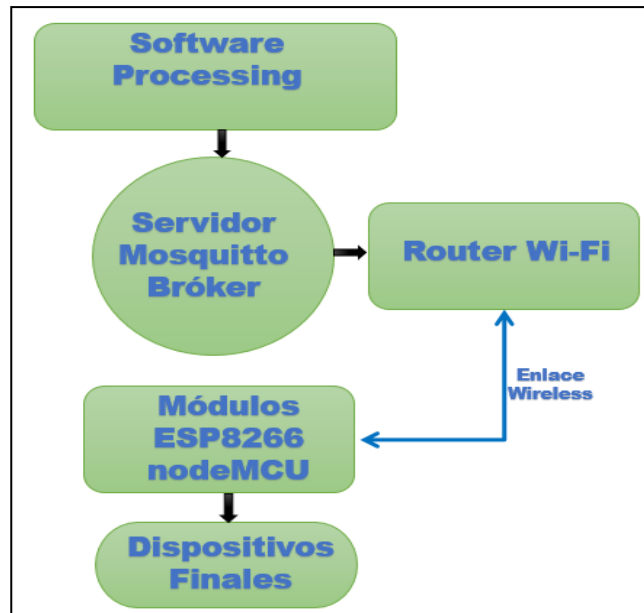 Software
Processing
Servidor
Mosquitto
Bróker
Router Wi-Fi
Enlace
Wireless
Módulos
ESP8266
nodeMCU
Dispositivos
Finales